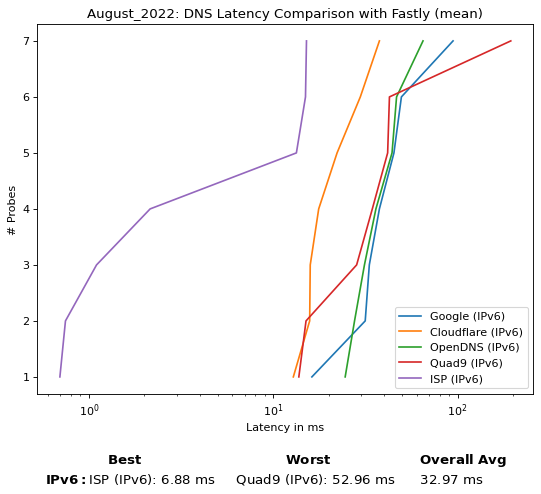 August_2022: DNS Latency Comparison with Fastly (mean)
7
6
5
4
3
2
1
# Probes
10⁰
10¹
10²
Latency in ms
Google (IPv6)
Cloudflare (IPv6)
OpenDNS (IPv6)
Quad9 (IPv6)
ISP (IPv6)
Best Worst Overall Avg
IPv6: ISP (IPv6): 6.88 ms Quad9 (IPv6): 52.96 ms 32.97 ms